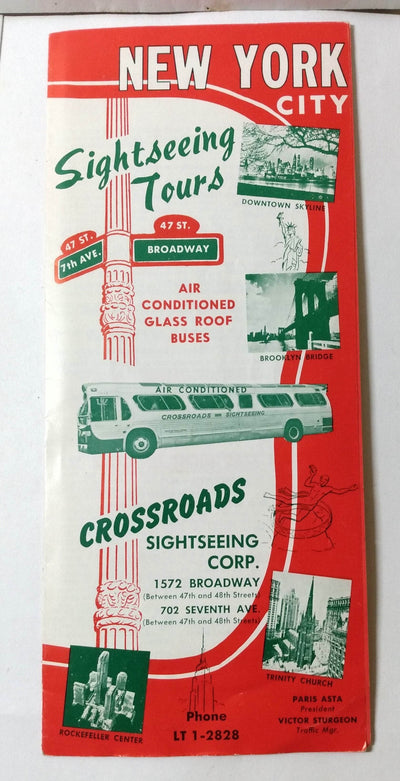 NEW YORK
CITY
Sightseeing
Tours
DOWNTOWN SKYLINE
47 ST.
47 ST.
7th AVE.
BROADWAY
AIR
CONDITIONED
GLASS ROOF
BUSES
BROOKLYN BRIDGE
AIR CONDITIONED
CROSSROADS SIGHTSEEING
CROSSROADS
SIGHTSEEING
CORP.
1572 BROADWAY
(Between 47th and 48th Streets)
702 SEVENTH AVE.
(Between 47th and 48th Streets)
TRINITY CHURCH
PARIS ASTA
President
VICTOR STURGEON
Traffic Mgr.
ROCKEFELLER CENTER
Phone
LT 1-2828